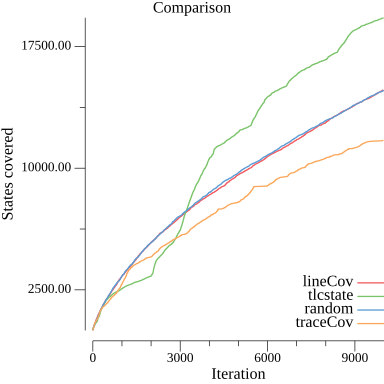 Comparison
States covered
17500.00
10000.00
2500.00
lineCov
tlcstate
random
traceCov
0 3000 6000 9000
Iteration